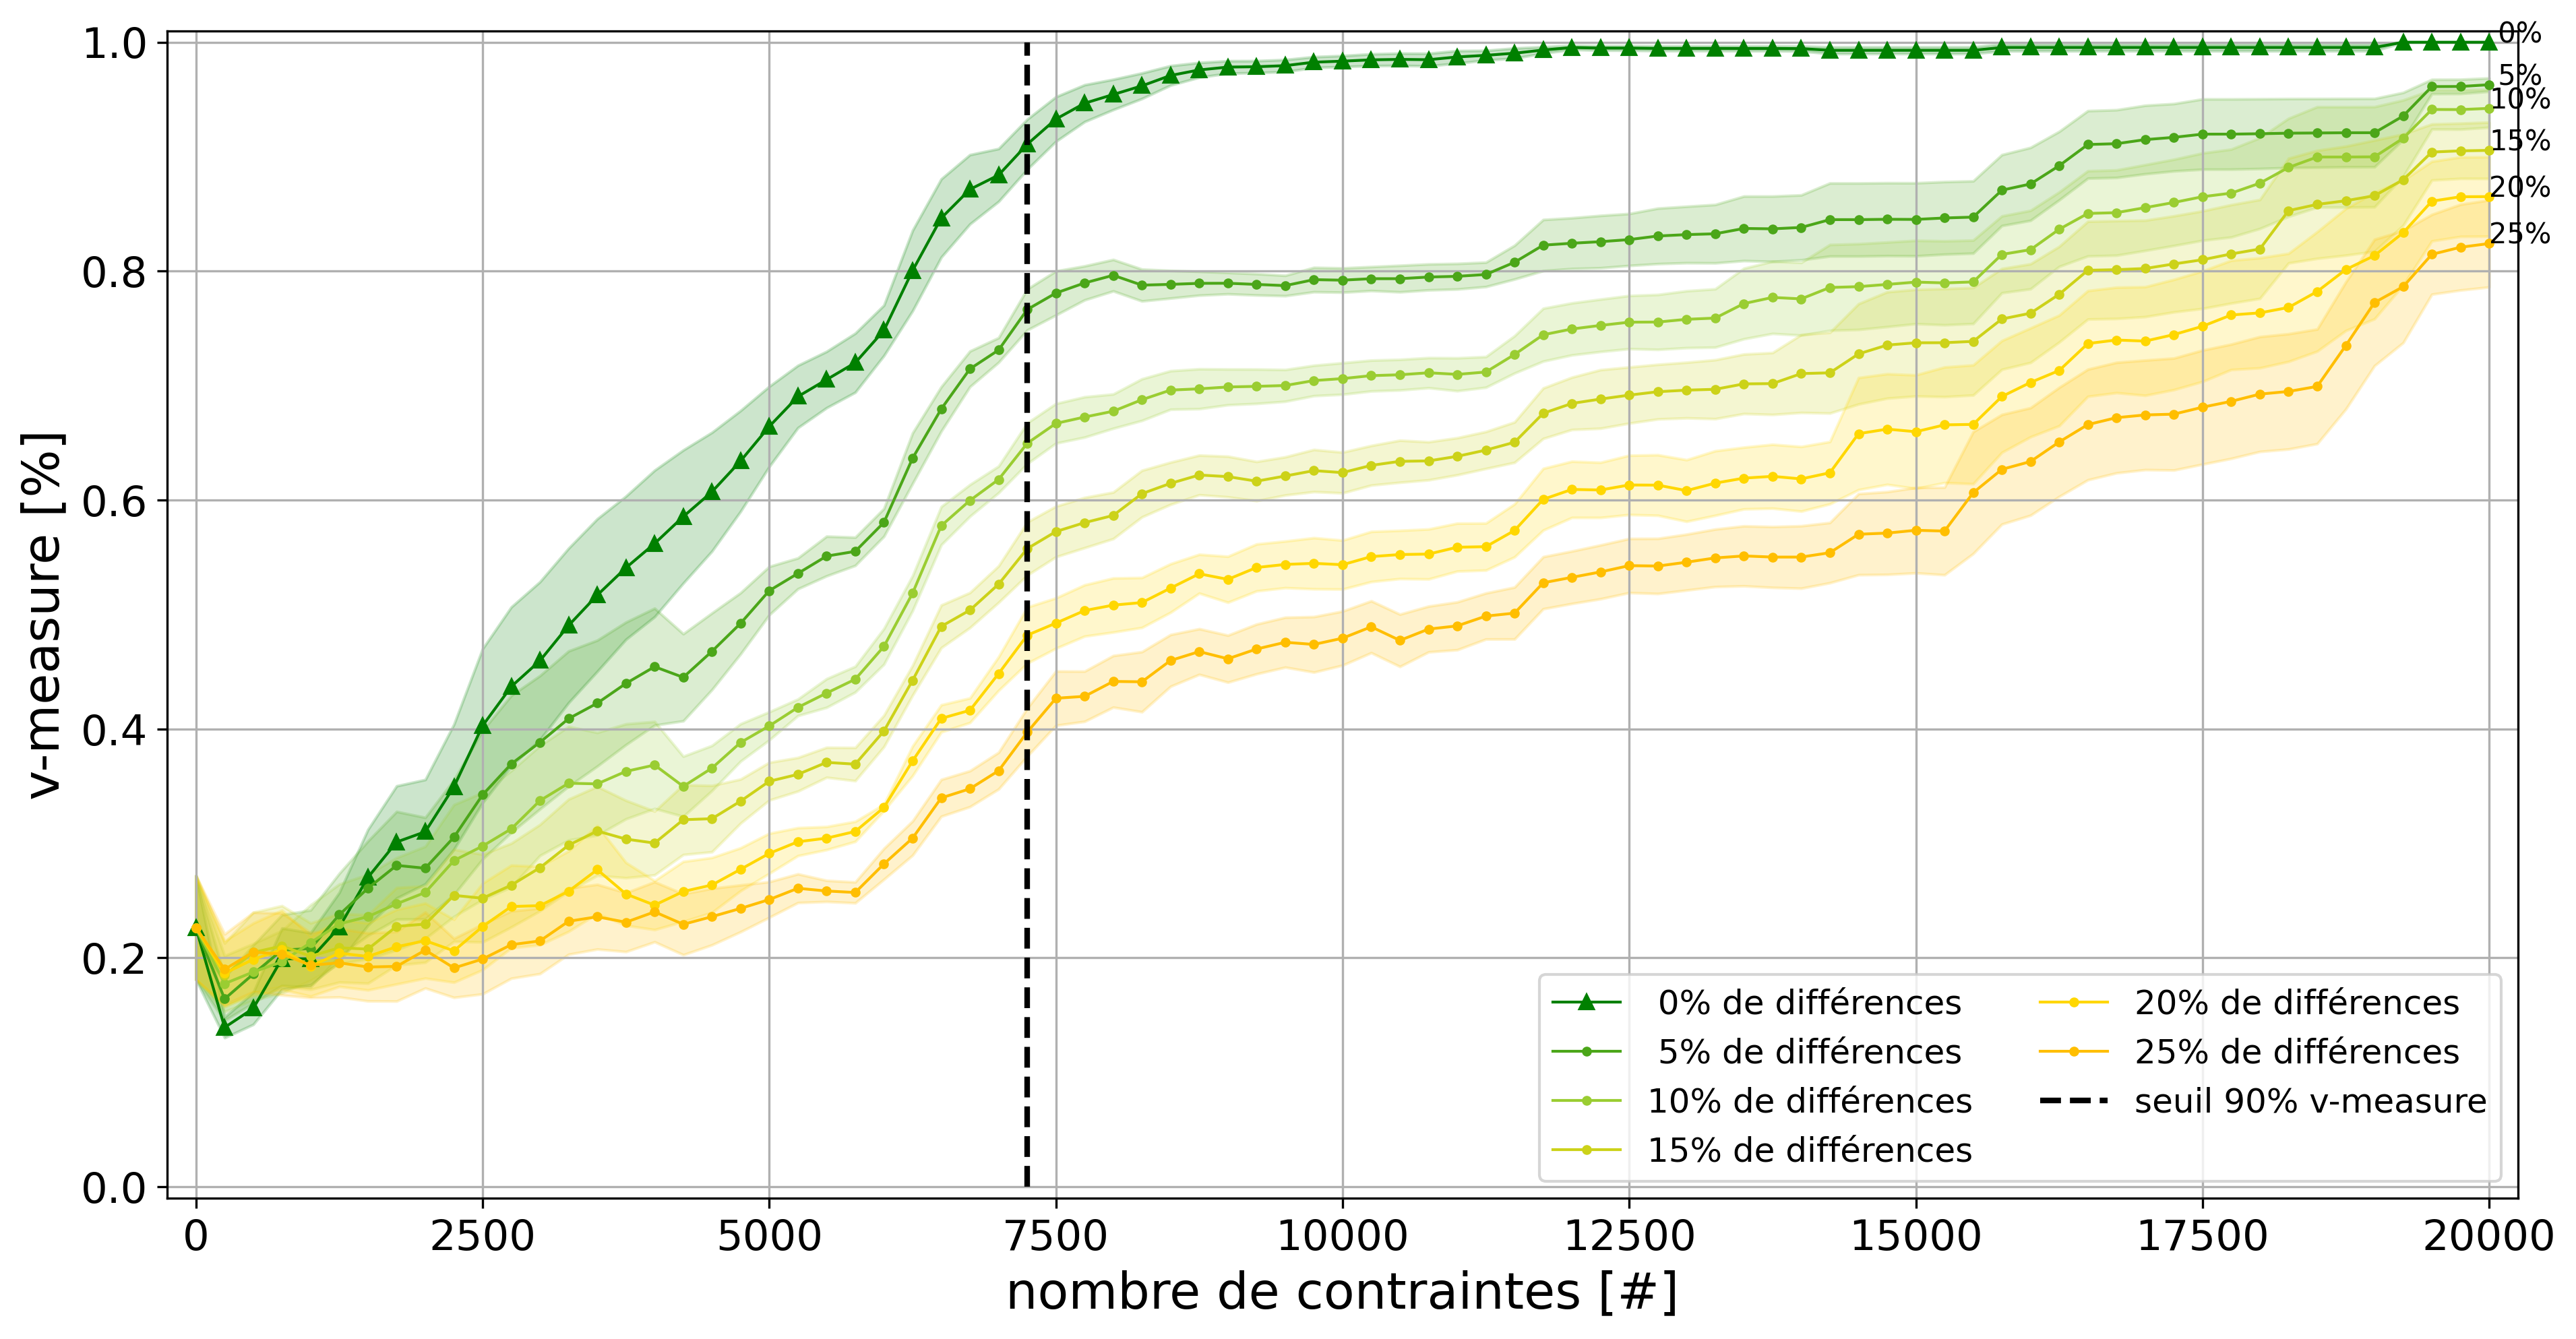 v-measure [%]
1.0
0.8
0.6
0.4
0.2
0.0
0
2500
5000
7500
10000
12500
15000
17500
20000
nombre de contraintes [#]
0%
5%
10%
15%
20%
25%
0% de différences
5% de différences
10% de différences
15% de différences
20% de différences
25% de différences
seuil 90% v-measure